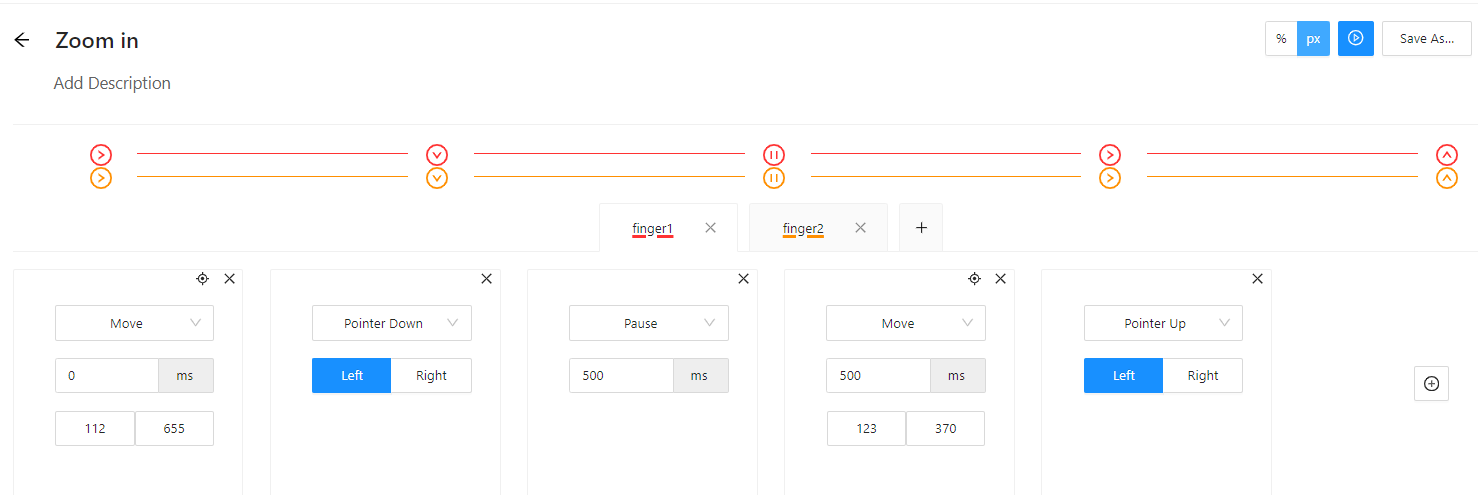 Zoom in
% px Save As...
Add Description
finger1 finger2
Move Pointer Down Pause Move Pointer Up
0 ms Left Right 500 ms 500 ms Left Right
112 655 123 370